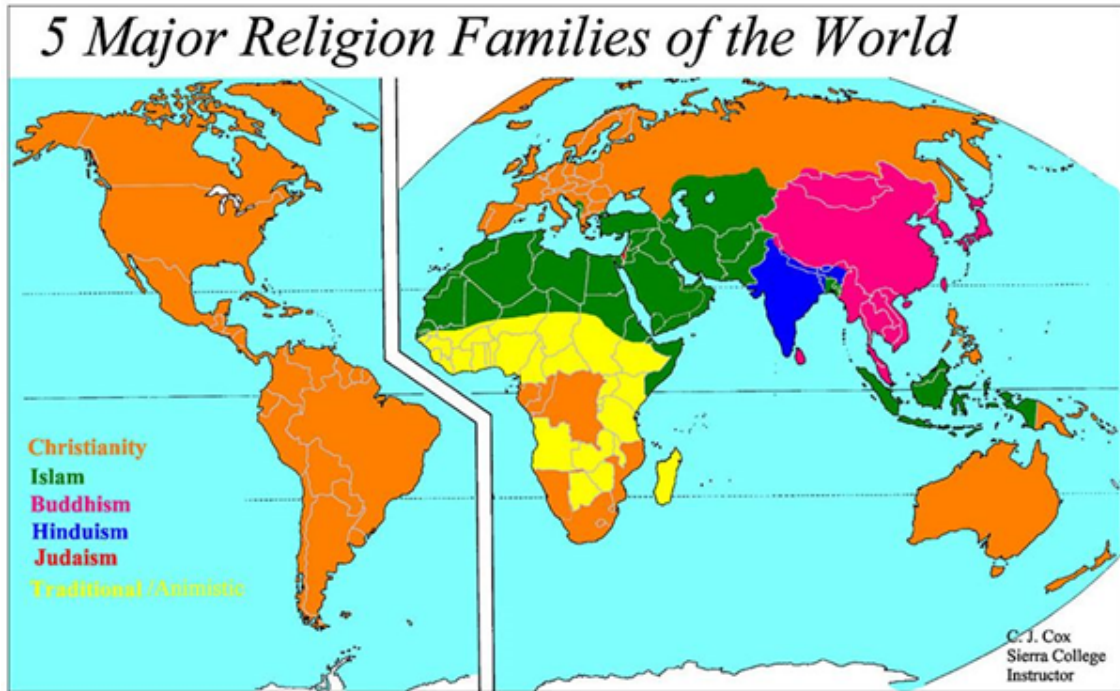 5 Major Religion Families of the World
Christianity
Islam
Buddhism
Hinduism
Judaism
Traditional /Animistic
C. J. Cox
Sierra College
Instructor